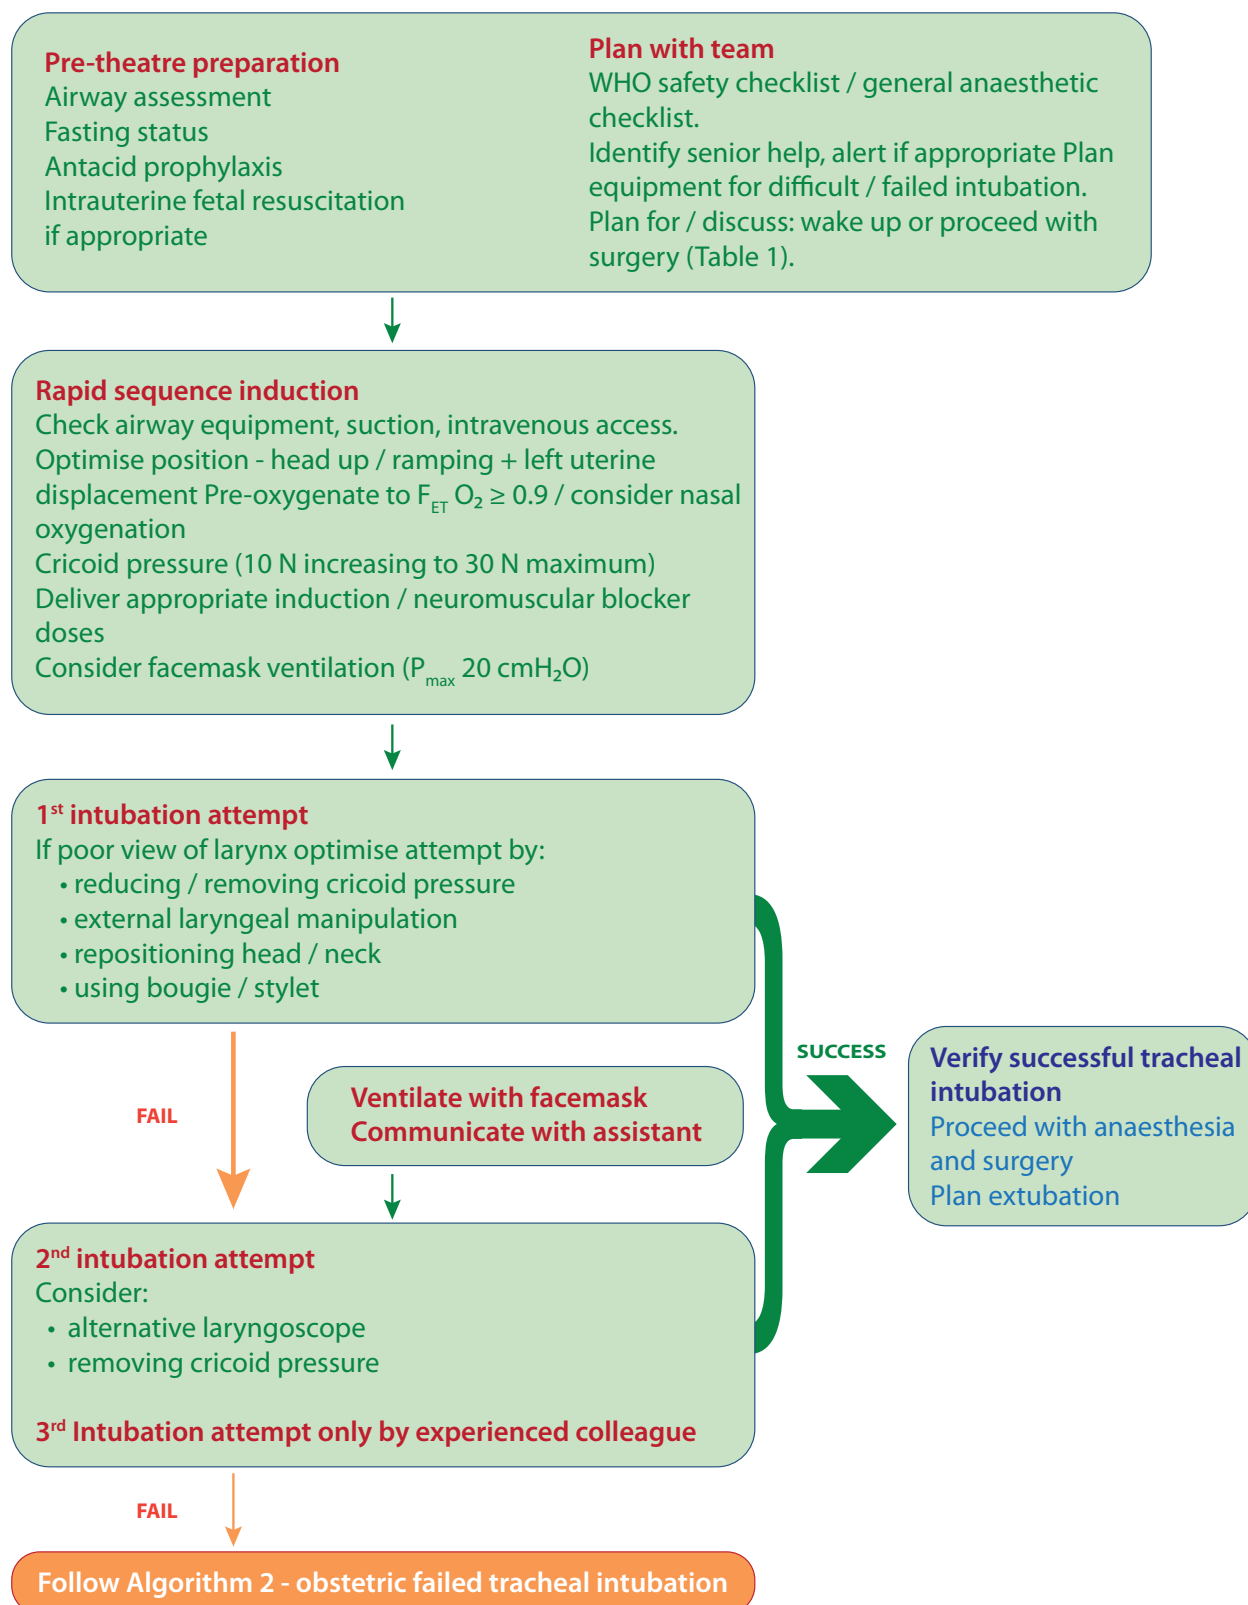 Pre-theatre preparation
Airway assessment
Fasting status
Antacid prophylaxis
Intrauterine fetal resuscitation
if appropriate
Plan with team
WHO safety checklist / general anaesthetic
checklist.
Identify senior help, alert if appropriate Plan
equipment for difficult / failed intubation.
Plan for / discuss: wake up or proceed with
surgery (Table 1).
Rapid sequence induction
Check airway equipment, suction, intravenous access.
Optimise position - head up / ramping + left uterine
displacement Pre-oxygenate to F_ET O₂ ≥ 0.9 / consider nasal
oxygenation
Cricoid pressure (10 N increasing to 30 N maximum)
Deliver appropriate induction / neuromuscular blocker
doses
Consider facemask ventilation (P_max 20 cmH₂O)
1st intubation attempt
If poor view of larynx optimise attempt by:
• reducing / removing cricoid pressure
• external laryngeal manipulation
• repositioning head / neck
• using bougie / stylet
FAIL
Ventilate with facemask
Communicate with assistant
SUCCESS
Verify successful tracheal
intubation
Proceed with anaesthesia
and surgery
Plan extubation
2nd intubation attempt
Consider:
• alternative laryngoscope
• removing cricoid pressure
3rd Intubation attempt only by experienced colleague
FAIL
Follow Algorithm 2 - obstetric failed tracheal intubation